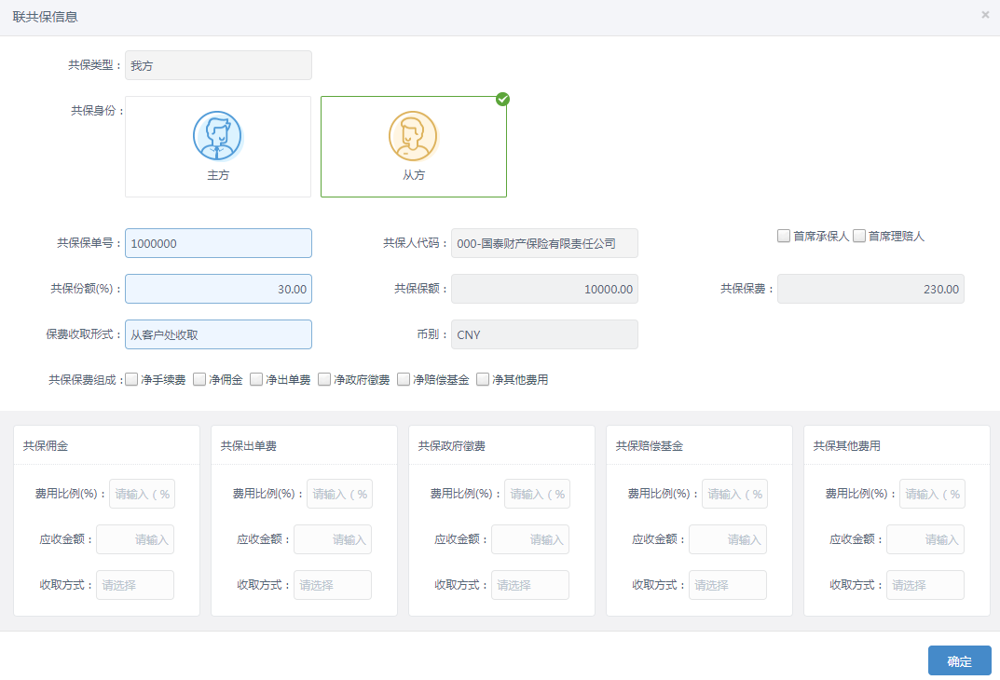 联共保信息 ×
共保类型： 我方
共保身份：
主方 从方
共保保单号： 1000000 共保人代码： 000-国泰财产保险有限责任公司 首席承保人 首席理赔人
共保份额(%)： 30.00 共保保额： 10000.00 共保保费： 230.00
保费收取形式： 从客户处收取 币别： CNY
共保保费组成： 净手续费 净佣金 净出单费 净政府徵费 净赔偿基金 净其他费用
共保佣金 共保出单费 共保政府徵费 共保赔偿基金 共保其他费用
费用比例(%)： 请输入（% 费用比例(%)： 请输入（% 费用比例(%)： 请输入（% 费用比例(%)： 请输入（% 费用比例(%)： 请输入（%
应收金额： 请输入 应收金额： 请输入 应收金额： 请输入 应收金额： 请输入 应收金额： 请输入
收取方式： 请选择 收取方式： 请选择 收取方式： 请选择 收取方式： 请选择 收取方式： 请选择
确定